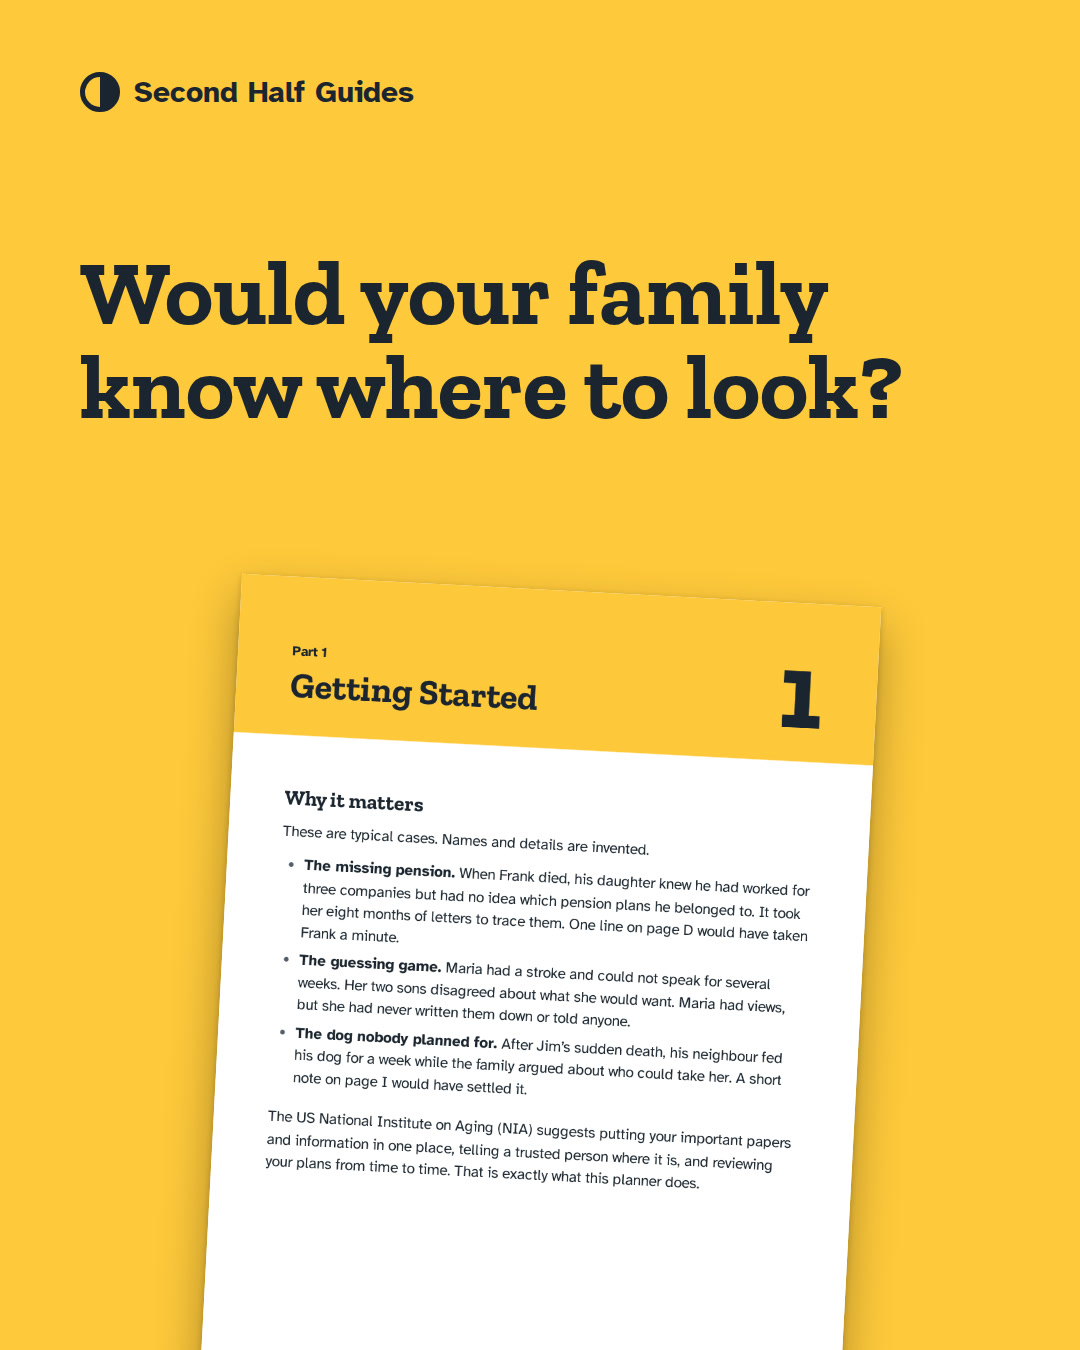 Second Half Guides
Would your family
know where to look?
Part 1
Getting Started
1
Why it matters
These are typical cases. Names and details are invented.
• The missing pension. When Frank died, his daughter knew he had worked for
three companies but had no idea which pension plans he belonged to. It took
her eight months of letters to trace them. One line on page D would have taken
Frank a minute.
• The guessing game. Maria had a stroke and could not speak for several
weeks. Her two sons disagreed about what she would want. Maria had views,
but she had never written them down or told anyone.
• The dog nobody planned for. After Jim’s sudden death, his neighbour fed
his dog for a week while the family argued about who could take her. A short
note on page I would have settled it.
The US National Institute on Aging (NIA) suggests putting your important papers
and information in one place, telling a trusted person where it is, and reviewing
your plans from time to time. That is exactly what this planner does.